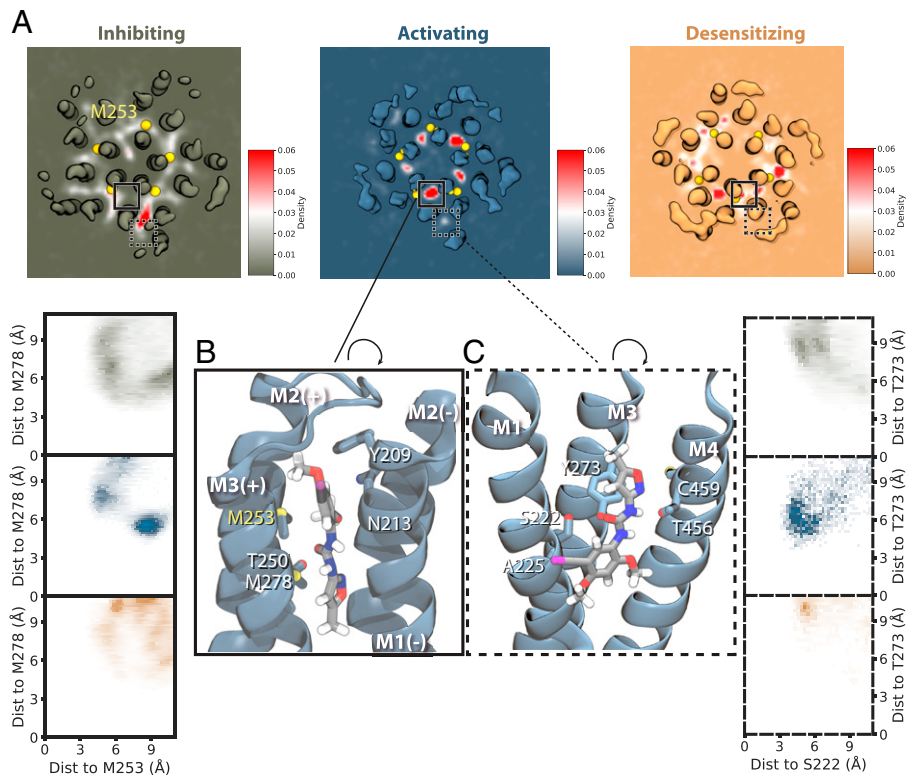 A
Inhibiting
Activating
Desensitizing
M253
0.06
0.05
0.04
0.03
0.02
0.01
0.00
Density
0.06
0.05
0.04
0.03
0.02
0.01
0.00
Density
0.06
0.05
0.04
0.03
0.02
0.01
0.00
Density
Dist to M278 (Å)
9
6
3
0
Dist to M278 (Å)
9
6
3
0
Dist to M278 (Å)
9
6
3
0
0 3 6 9
Dist to M253 (Å)
B
M2(+)
M2(-)
Y209
M3(+)
M253
N213
T250
M278
M1(-)
C
M1
M3
M4
Y273
C459
S222
T456
A225
9
6
3
0
Dist to T273 (Å)
9
6
3
0
Dist to T273 (Å)
9
6
3
0
Dist to T273 (Å)
0 3 6 9
Dist to S222 (Å)